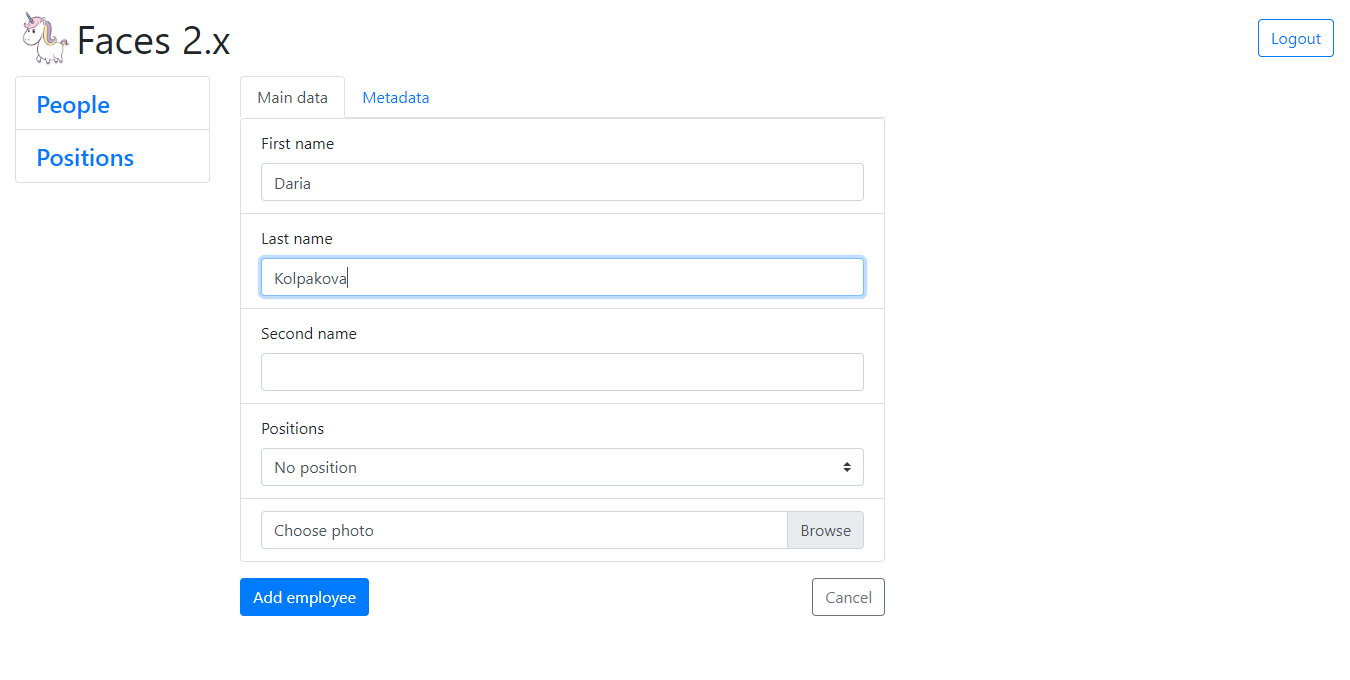 Faces 2.x
Logout
People
Positions
Main data Metadata
First name
Daria
Last name
Kolpakova
Second name
Positions
No position
Choose photo Browse
Add employee Cancel